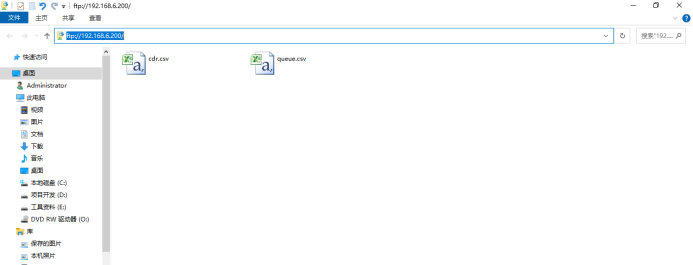 ftp://192.168.6.200/
文件
主页
共享
查看
ftp://192.168.6.200/
搜索"192....
快速访问
桌面
Administrator
此电脑
视频
图片
文档
下载
音乐
桌面
本地磁盘 (C:)
项目开发 (D:)
工具资料 (E:)
DVD RW 驱动器 (O:)
库
保存的图片
本机照片
cdr.csv
queue.csv